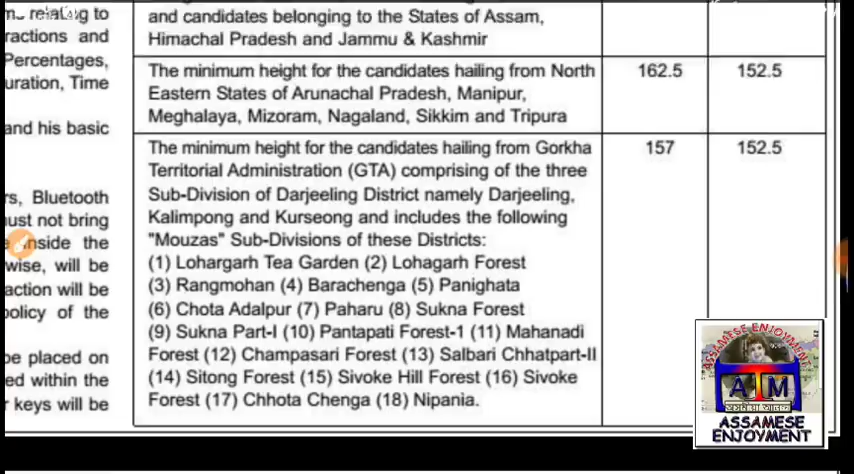 relating to
ractions and
Percentages,
uration, Time
and his basic
rs, Bluetooth
ust not bring
inside the
wise, will be
action will be
policy of the
be placed on
ed within the
r keys will be
and candidates belonging to the States of Assam,
Himachal Pradesh and Jammu & Kashmir
The minimum height for the candidates hailing from North
Eastern States of Arunachal Pradesh, Manipur,
Meghalaya, Mizoram, Nagaland, Sikkim and Tripura
162.5
152.5
The minimum height for the candidates hailing from Gorkha
Territorial Administration (GTA) comprising of the three
Sub-Division of Darjeeling District namely Darjeeling,
Kalimpong and Kurseong and includes the following
"Mouzas" Sub-Divisions of these Districts:
(1) Lohargarh Tea Garden (2) Lohagarh Forest
(3) Rangmohan (4) Barachenga (5) Panighata
(6) Chota Adalpur (7) Paharu (8) Sukna Forest
(9) Sukna Part-I (10) Pantapati Forest-1 (11) Mahanadi
Forest (12) Champasari Forest (13) Salbari Chhatpart-II
(14) Sitong Forest (15) Sivoke Hill Forest (16) Sivoke
Forest (17) Chhota Chenga (18) Nipania.
157
152.5
ASSAMESE ENJOYMENT
ATM
ASSAMESE
ENJOYMENT